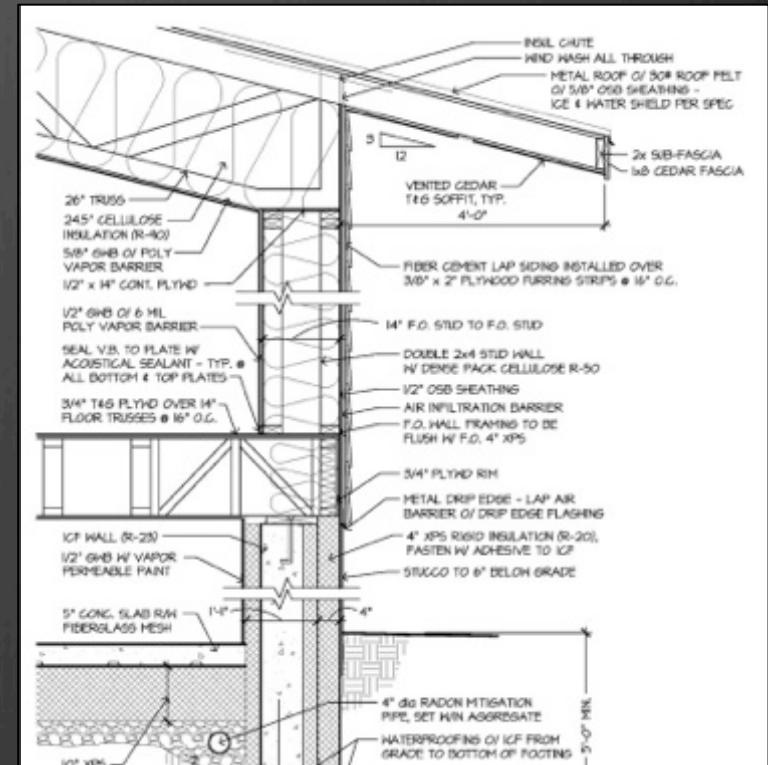 INSUL CHUTE
WIND WASH ALL THROUGH
METAL ROOF O/ 30# ROOF FELT
O/ 5/8" OSB SHEATHING -
ICE & WATER SHIELD PER SPEC
3
12
2x SUB-FASCIA
1x8 CEDAR FASCIA
VENTED CEDAR
T&G SOFFIT, TYP.
4'-0"
26" TRUSS
24.5" CELLULOSE
INSULATION (R-90)
5/8" GWB O/ POLY
VAPOR BARRIER
1/2" x 14" CONT. PLYWD
1/2" GWB O/ 6 MIL
POLY VAPOR BARRIER
SEAL V.B. TO PLATE W/
ACOUSTICAL SEALANT - TYP. @
ALL BOTTOM & TOP PLATES
3/4" T&G PLYWD OVER 14"
FLOOR TRUSSES @ 16" O.C.
FIBER CEMENT LAP SIDING INSTALLED OVER
3/8" x 2" PLYWOOD FURRING STRIPS @ 16" O.C.
14" F.O. STUD TO F.O. STUD
DOUBLE 2x4 STUD WALL
W/ DENSE PACK CELLULOSE R-50
1/2" OSB SHEATHING
AIR INFILTRATION BARRIER
F.O. WALL FRAMING TO BE
FLUSH W/ F.O. 4" XPS
3/4" PLYWD RIM
METAL DRIP EDGE - LAP AIR
BARRIER O/ DRIP EDGE FLASHING
ICF WALL (R-23)
1/2" GWB W/ VAPOR
PERMEABLE PAINT
4" XPS RIGID INSULATION (R-20),
FASTEN W/ ADHESIVE TO ICF
STUCCO TO 6" BELOW GRADE
5" CONC. SLAB R/W
FIBERGLASS MESH
1'-1"
4"
4" dia RADON MITIGATION
PIPE, SET W/IN AGGREGATE
WATERPROOFING O/ ICF FROM
GRADE TO BOTTOM OF FOOTING
5'-0" MIN.
10" XPS